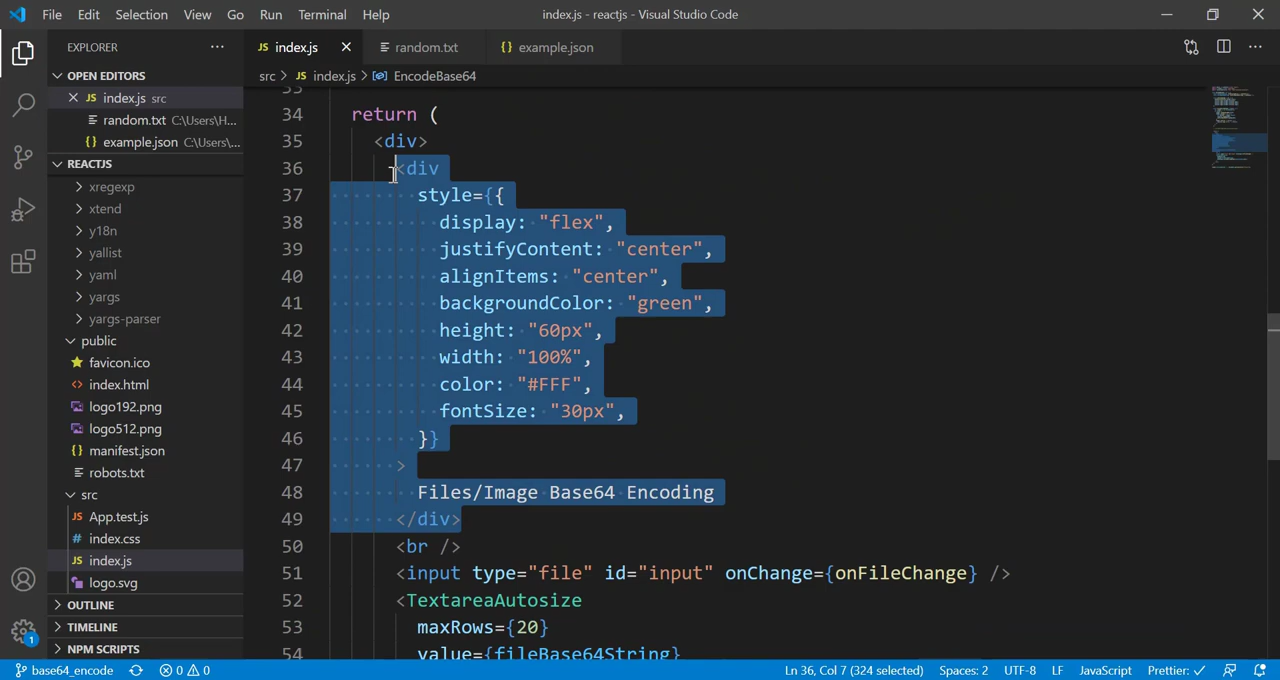 File Edit Selection View Go Run Terminal Help index.js - reactjs - Visual Studio Code
EXPLORER
OPEN EDITORS
JS index.js src
random.txt C:\Users\H...
{} example.json C:\Users\...
REACTJS
xregexp
xtend
y18n
yallist
yaml
yargs
yargs-parser
public
favicon.ico
<> index.html
logo192.png
logo512.png
{} manifest.json
robots.txt
src
JS App.test.js
# index.css
JS index.js
logo.svg
OUTLINE
TIMELINE
NPM SCRIPTS
1
JS index.js random.txt {} example.json
src > JS index.js > EncodeBase64
33
34 return (
35 <div>
36 <div
37 style={{
38 display: "flex",
39 justifyContent: "center",
40 alignItems: "center",
41 backgroundColor: "green",
42 height: "60px",
43 width: "100%",
44 color: "#FFF",
45 fontSize: "30px",
46 }}
47 >
48 Files/Image Base64 Encoding
49 </div>
50 <br />
51 <input type="file" id="input" onChange={onFileChange} />
52 <TextareaAutosize
53 maxRows={20}
54 value={fileBase64String}
base64_encode 0 0 Ln 36, Col 7 (324 selected) Spaces: 2 UTF-8 LF JavaScript Prettier: ✓